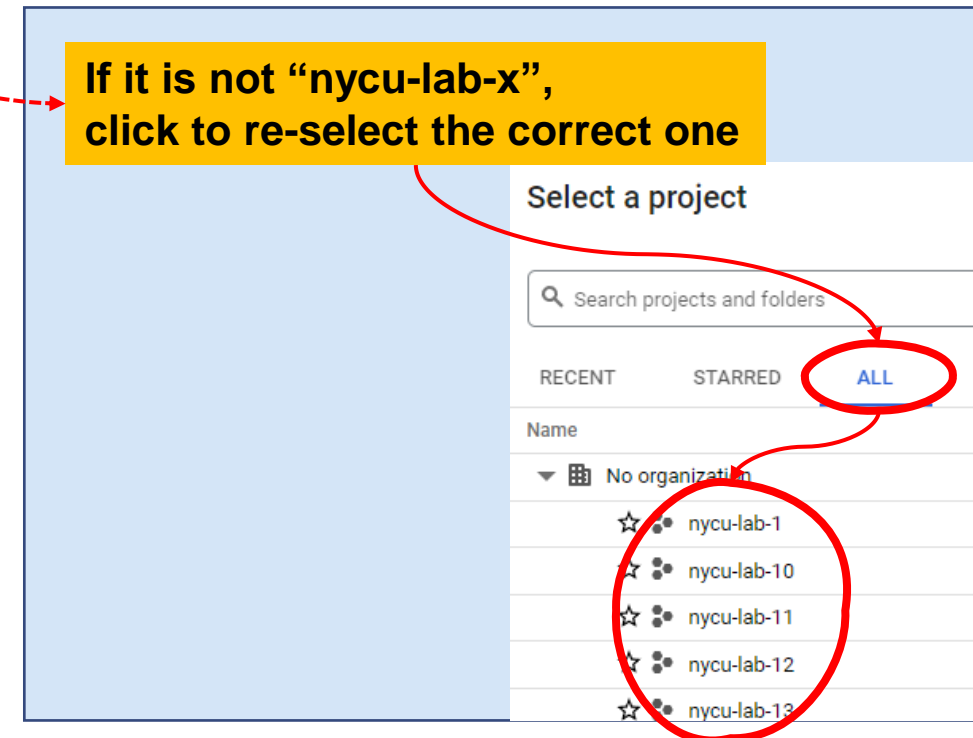 If it is not “nycu-lab-x”,
click to re-select the correct one
Select a project
Search projects and folders
RECENT STARRED ALL
Name
No organization
nycu-lab-1
nycu-lab-10
nycu-lab-11
nycu-lab-12
nycu-lab-13